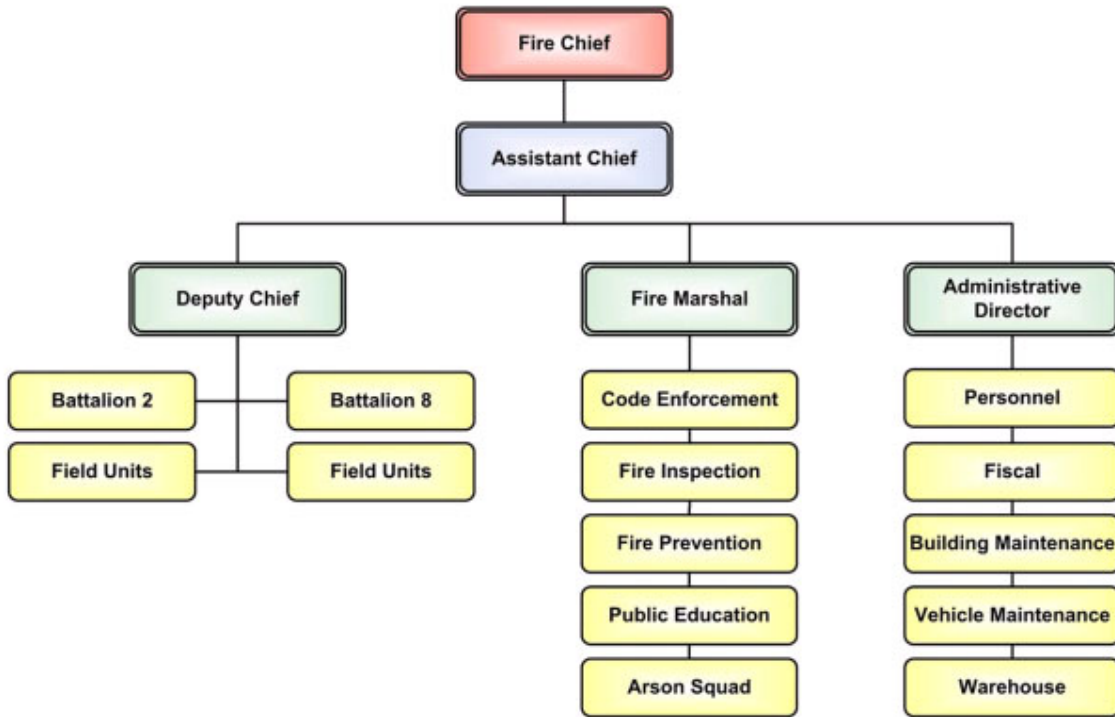 Fire Chief
Assistant Chief
Deputy Chief
Fire Marshal
Administrative
Director
Battalion 2
Battalion 8
Field Units
Field Units
Code Enforcement
Fire Inspection
Fire Prevention
Public Education
Arson Squad
Personnel
Fiscal
Building Maintenance
Vehicle Maintenance
Warehouse